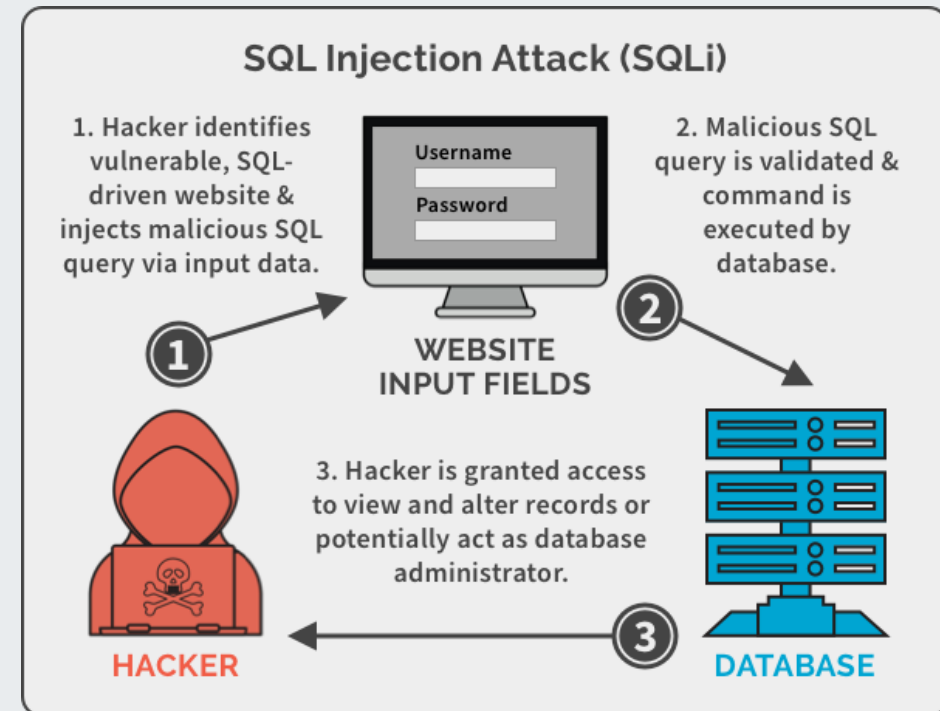 SQL Injection Attack (SQLi)
1. Hacker identifies
vulnerable, SQL-
driven website &
injects malicious SQL
query via input data.
Username
Password
2. Malicious SQL
query is validated &
command is
executed by
database.
1
2
WEBSITE
INPUT FIELDS
3. Hacker is granted access
to view and alter records or
potentially act as database
administrator.
3
HACKER
DATABASE